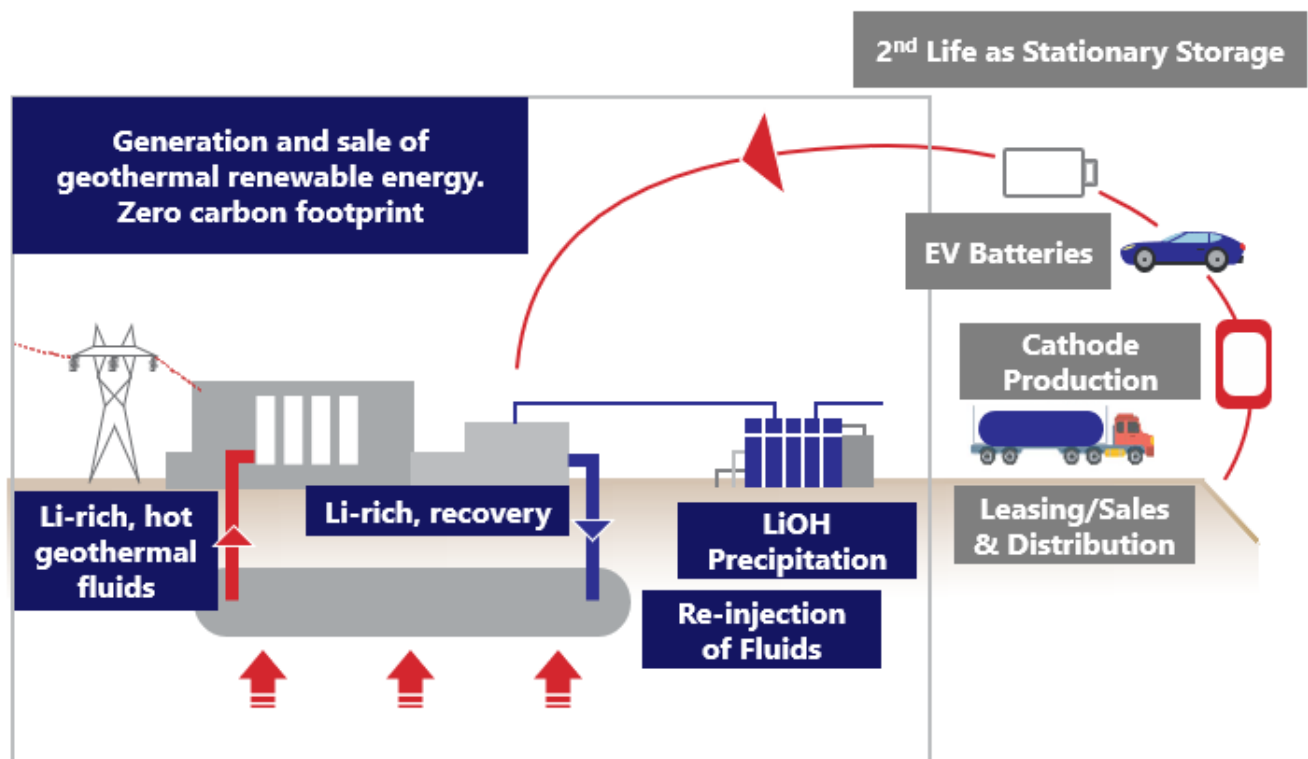 2nd Life as Stationary Storage
Generation and sale of
geothermal renewable energy.
Zero carbon footprint
EV Batteries
Cathode
Production
Li-rich, hot
geothermal
fluids
Li-rich, recovery
LiOH
Precipitation
Leasing/Sales
& Distribution
Re-injection
of Fluids